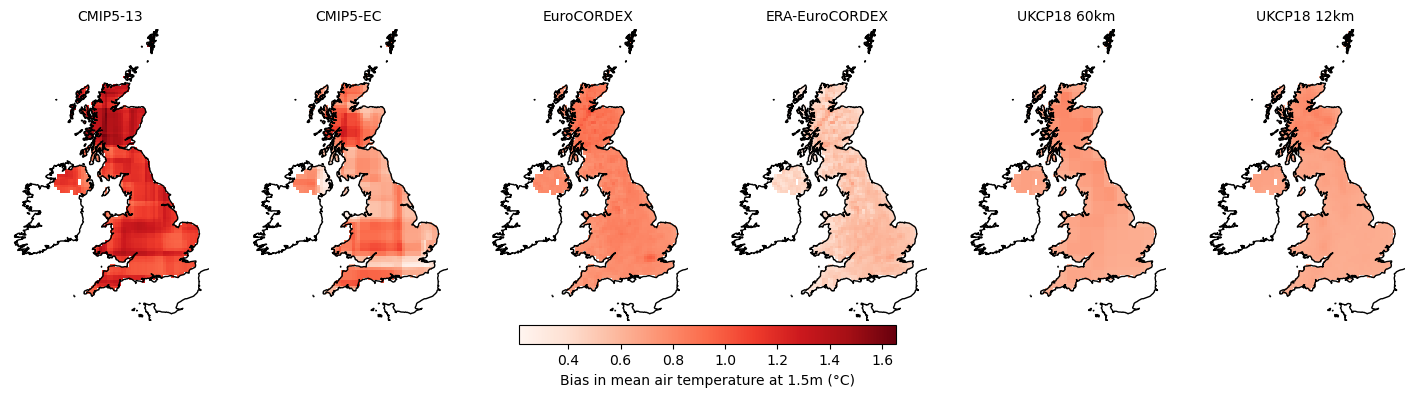 CMIP5-13 CMIP5-EC EuroCORDEX ERA-EuroCORDEX UKCP18 60km UKCP18 12km
0.4 0.6 0.8 1.0 1.2 1.4 1.6
Bias in mean air temperature at 1.5m (°C)